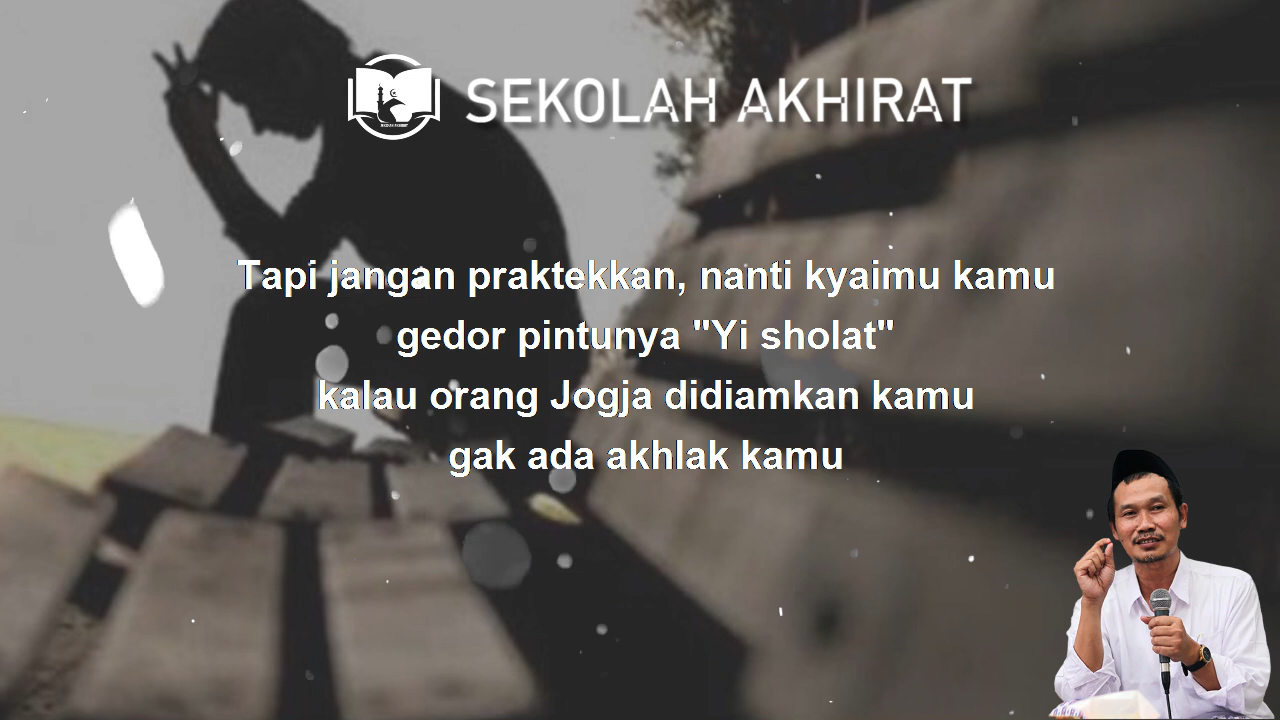 SEKOLAH AKHIRAT
Tapi jangan praktekkan, nanti kyaimu kamu
gedor pintunya "Yi sholat"
kalau orang Jogja didiamkan kamu
gak ada akhlak kamu